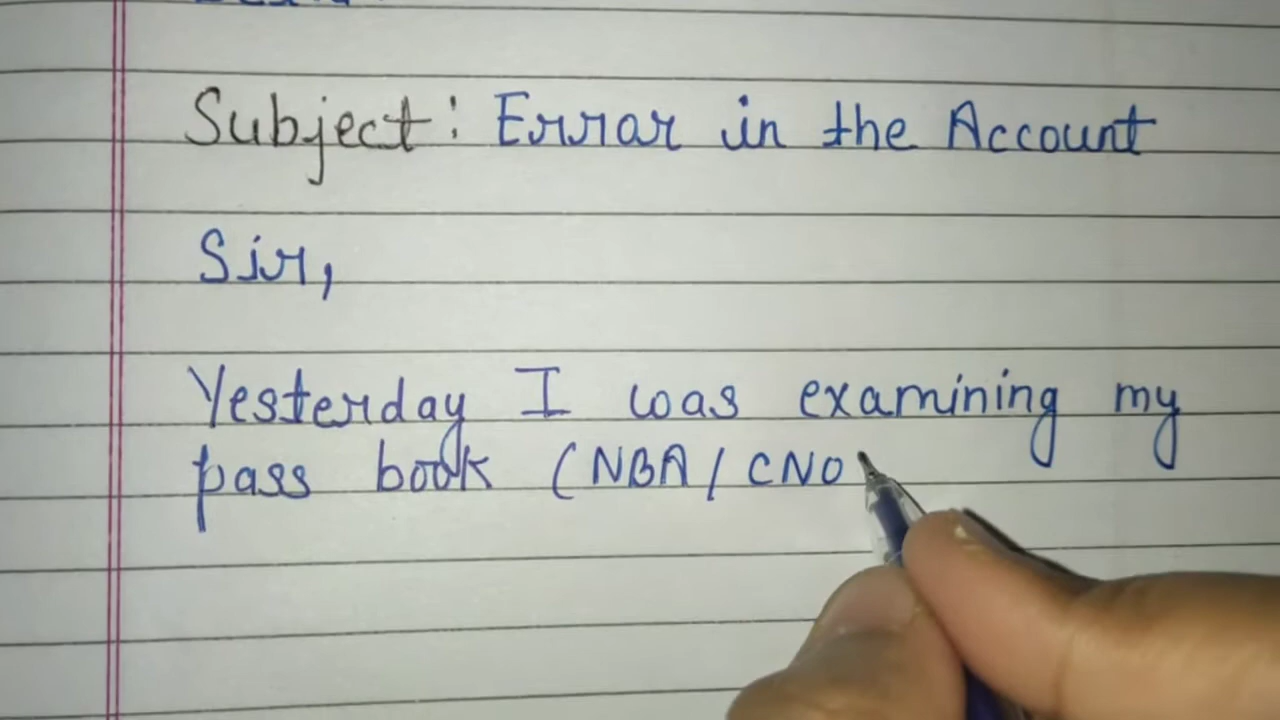 Subject: Errar in the Account
Sir,
Yesterday I was examining my
pass book (NBA/CNO